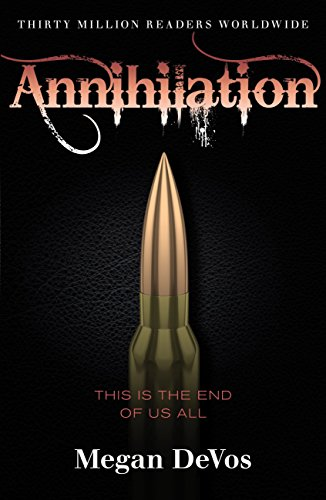 THIRTY MILLION READERS WORLDWIDE
Annihilation
THIS IS THE END
OF US ALL
Megan DeVos